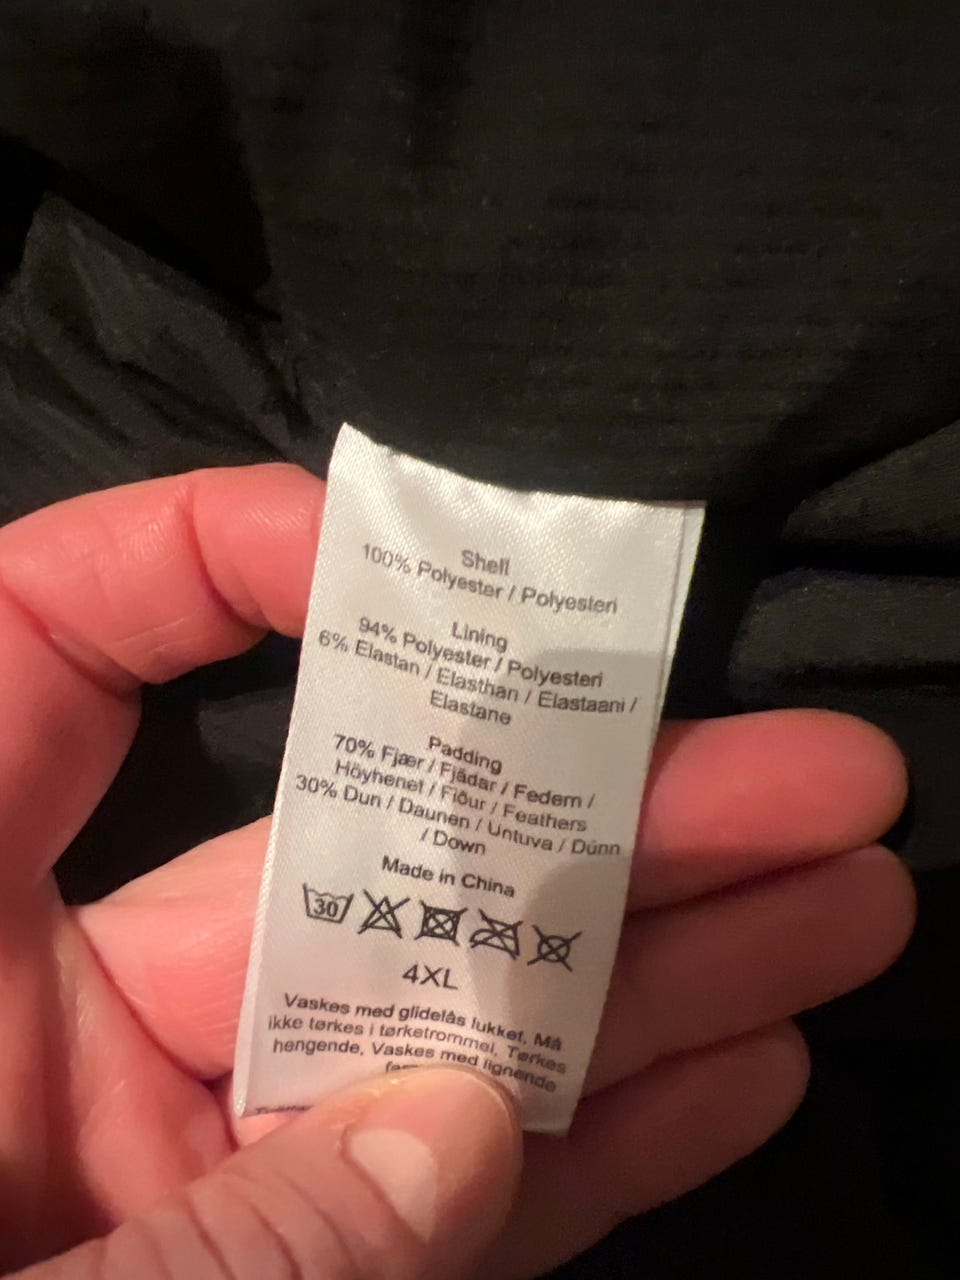 Shell
100% Polyester / Polyesteri
Lining
94% Polyester / Polyesteri
6% Elastan / Elasthan / Elastaani /
Elastane
Padding
70% Fjær / Fjädar / Federn /
Höyhenet / Fiður / Feathers
30% Dun / Daunen / Untuva / Dúnn
/ Down
Made in China
30
4XL
Vaskes med glidelås lukket, Må
ikke tørkes i tørketrommel, Tørkes
hengende, Vaskes med lignende